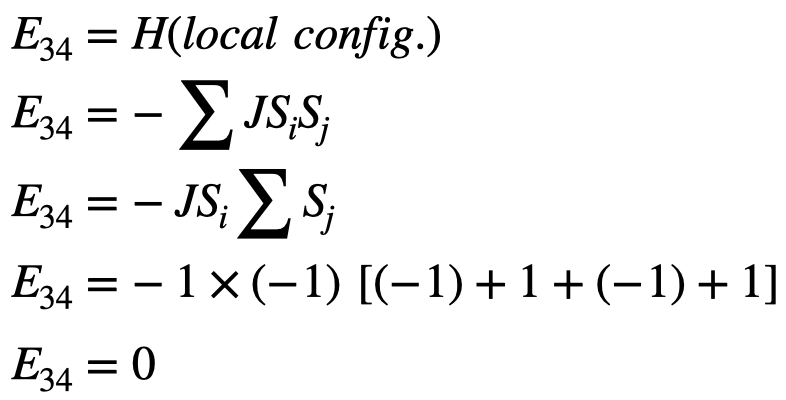 E₃₄ = H(local config.)
E₃₄ = − ∑ JSᵢSⱼ
E₃₄ = − JSᵢ ∑ Sⱼ
E₃₄ = − 1 × (−1) [(−1) + 1 + (−1) + 1]
E₃₄ = 0